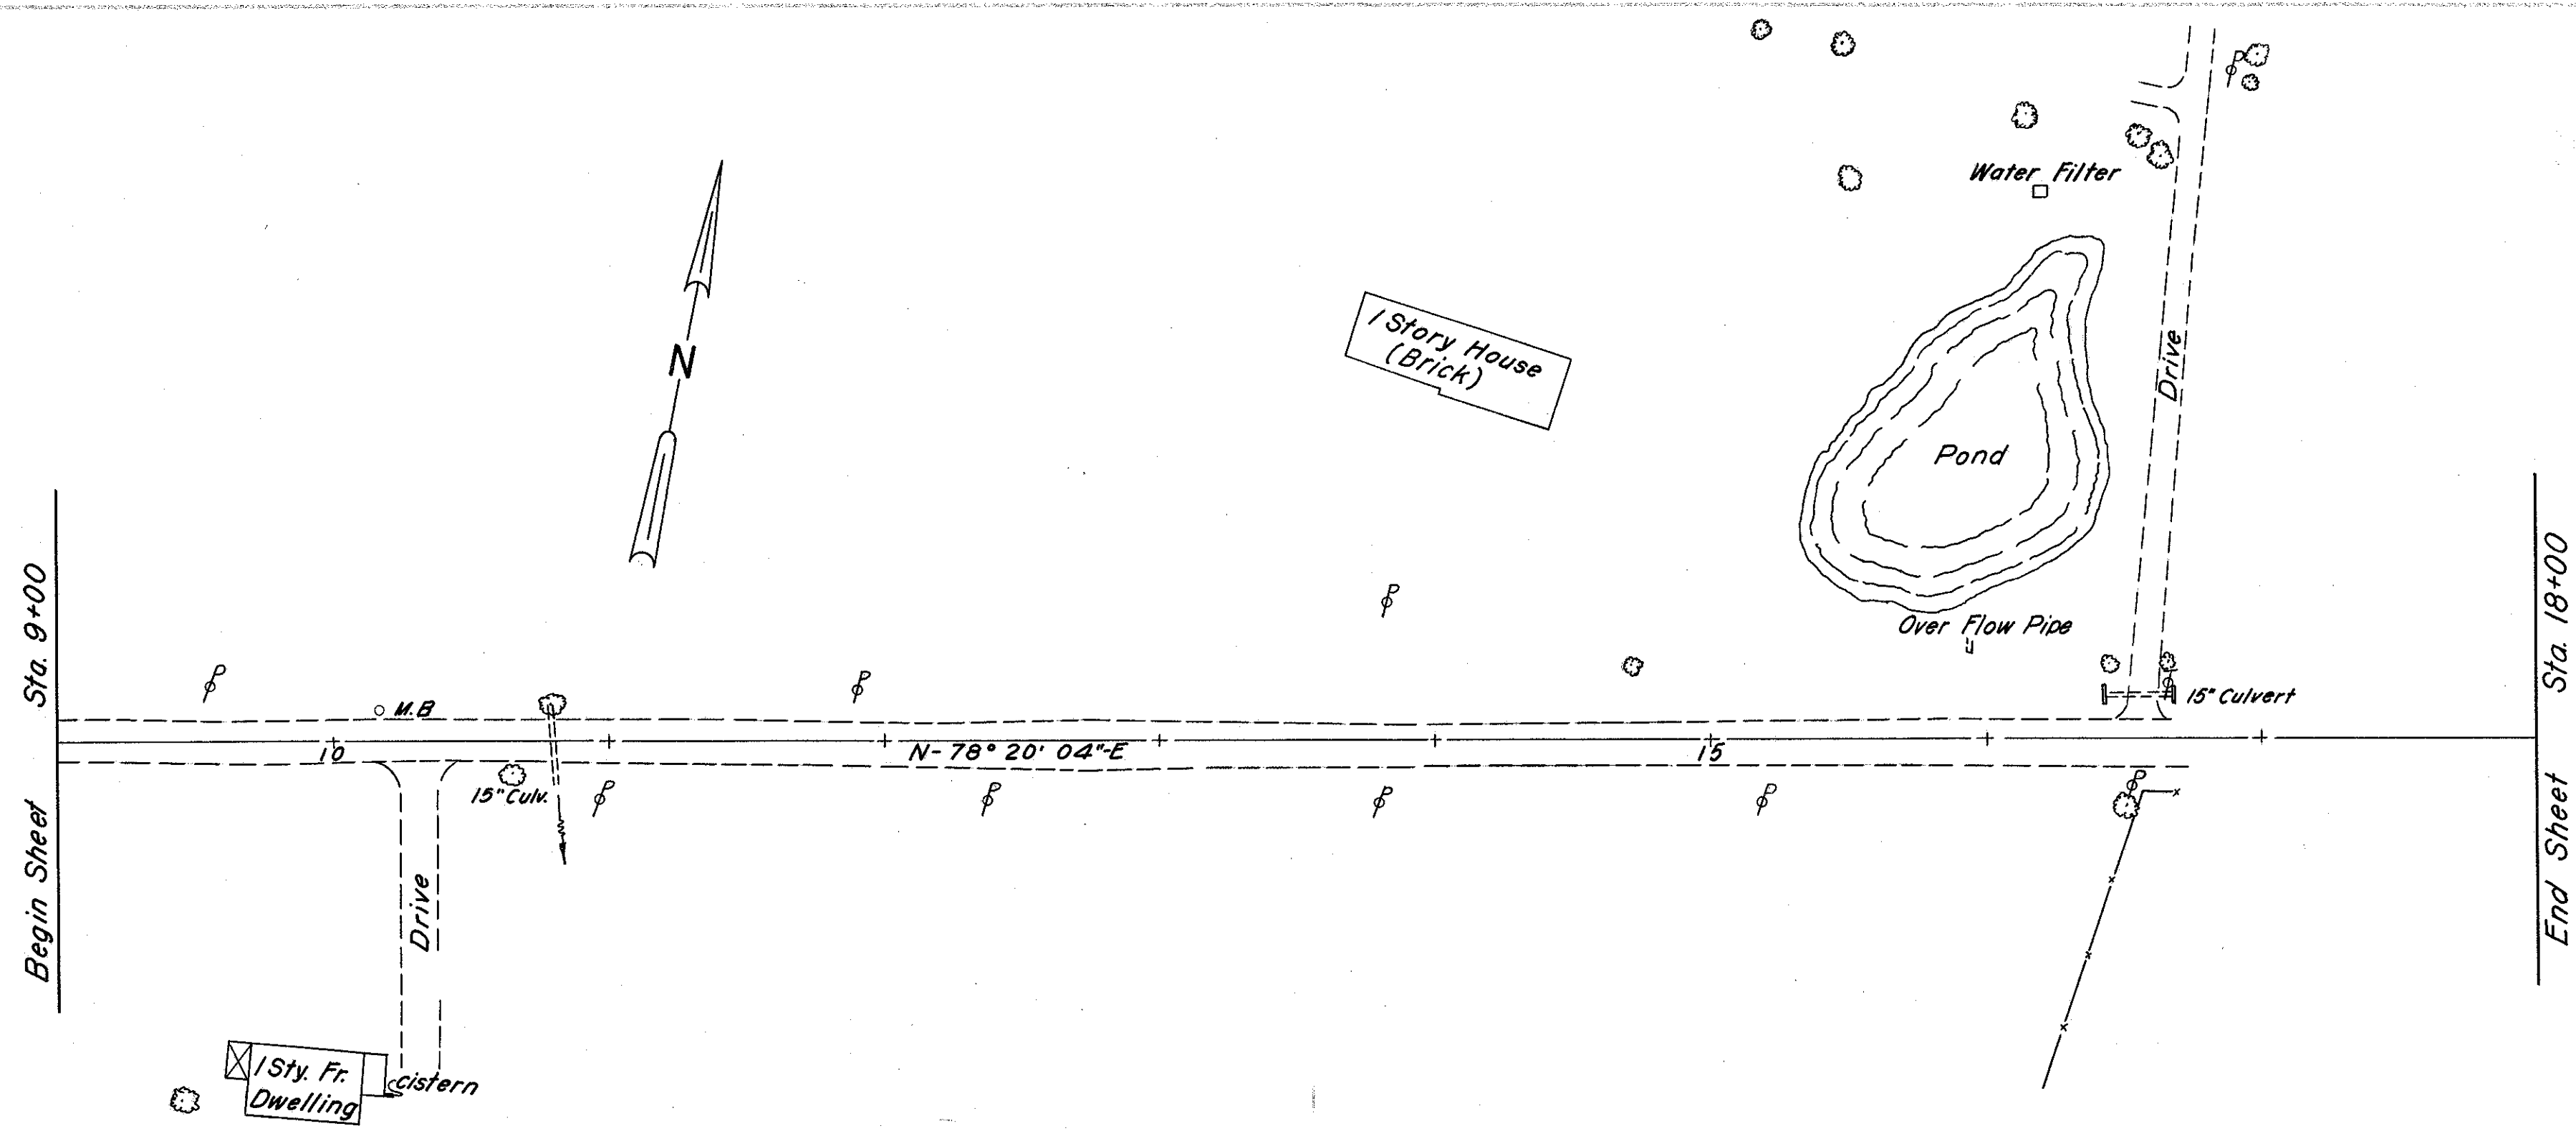 Water Filter
N
1 Story House
(Brick)
Drive
Pond
Sta. 9+00
Sta. 18+00
Over Flow Pipe
M.B
15" Culvert
10
N-78° 20' 04"-E
15
15" Culv.
Begin Sheet
Drive
End Sheet
1 Sty. Fr.
Dwelling
cistern